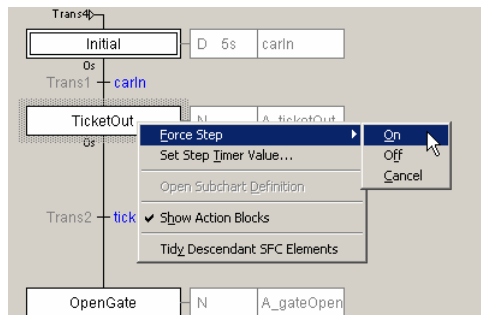 Trans4
Initial D 5s carIn
0s
Trans1 carIn
TicketOut N A_ticketOut
0s
Force Step On
Set Step Timer Value... Off
Cancel
Open Subchart Definition
Trans2 tick Show Action Blocks
Tidy Descendant SFC Elements
OpenGate N A_gateOpen